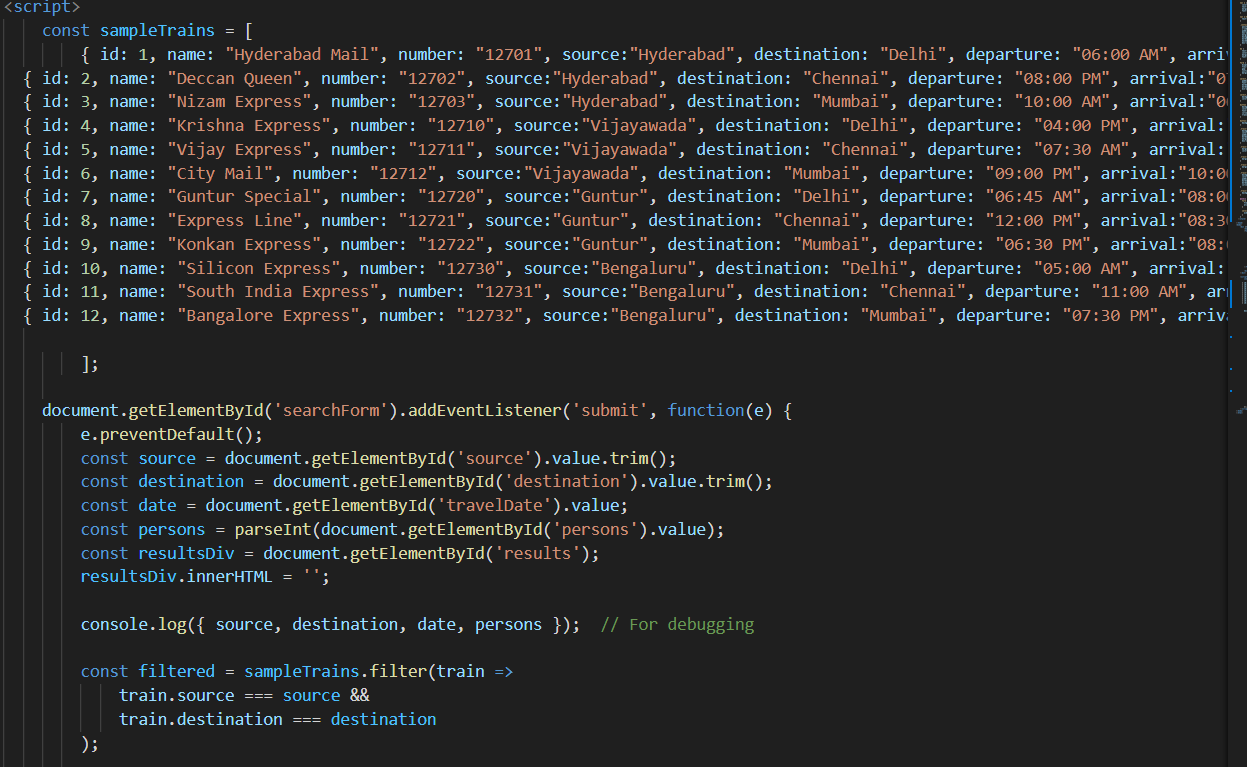 <script>
const sampleTrains = [
{ id: 1, name: "Hyderabad Mail", number: "12701", source:"Hyderabad", destination: "Delhi", departure: "06:00 AM", arri
{ id: 2, name: "Deccan Queen", number: "12702", source:"Hyderabad", destination: "Chennai", departure: "08:00 PM", arrival:"0
{ id: 3, name: "Nizam Express", number: "12703", source:"Hyderabad", destination: "Mumbai", departure: "10:00 AM", arrival:"0
{ id: 4, name: "Krishna Express", number: "12710", source:"Vijayawada", destination: "Delhi", departure: "04:00 PM", arrival:
{ id: 5, name: "Vijay Express", number: "12711", source:"Vijayawada", destination: "Chennai", departure: "07:30 AM", arrival:
{ id: 6, name: "City Mail", number: "12712", source:"Vijayawada", destination: "Mumbai", departure: "09:00 PM", arrival:"10:0
{ id: 7, name: "Guntur Special", number: "12720", source:"Guntur", destination: "Delhi", departure: "06:45 AM", arrival:"08:0
{ id: 8, name: "Express Line", number: "12721", source:"Guntur", destination: "Chennai", departure: "12:00 PM", arrival:"08:3
{ id: 9, name: "Konkan Express", number: "12722", source:"Guntur", destination: "Mumbai", departure: "06:30 PM", arrival:"08:
{ id: 10, name: "Silicon Express", number: "12730", source:"Bengaluru", destination: "Delhi", departure: "05:00 AM", arrival:
{ id: 11, name: "South India Express", number: "12731", source:"Bengaluru", destination: "Chennai", departure: "11:00 AM", ar
{ id: 12, name: "Bangalore Express", number: "12732", source:"Bengaluru", destination: "Mumbai", departure: "07:30 PM", arriv
];
document.getElementById('searchForm').addEventListener('submit', function(e) {
e.preventDefault();
const source = document.getElementById('source').value.trim();
const destination = document.getElementById('destination').value.trim();
const date = document.getElementById('travelDate').value;
const persons = parseInt(document.getElementById('persons').value);
const resultsDiv = document.getElementById('results');
resultsDiv.innerHTML = '';
console.log({ source, destination, date, persons });  // For debugging
const filtered = sampleTrains.filter(train =>
train.source === source &&
train.destination === destination
);